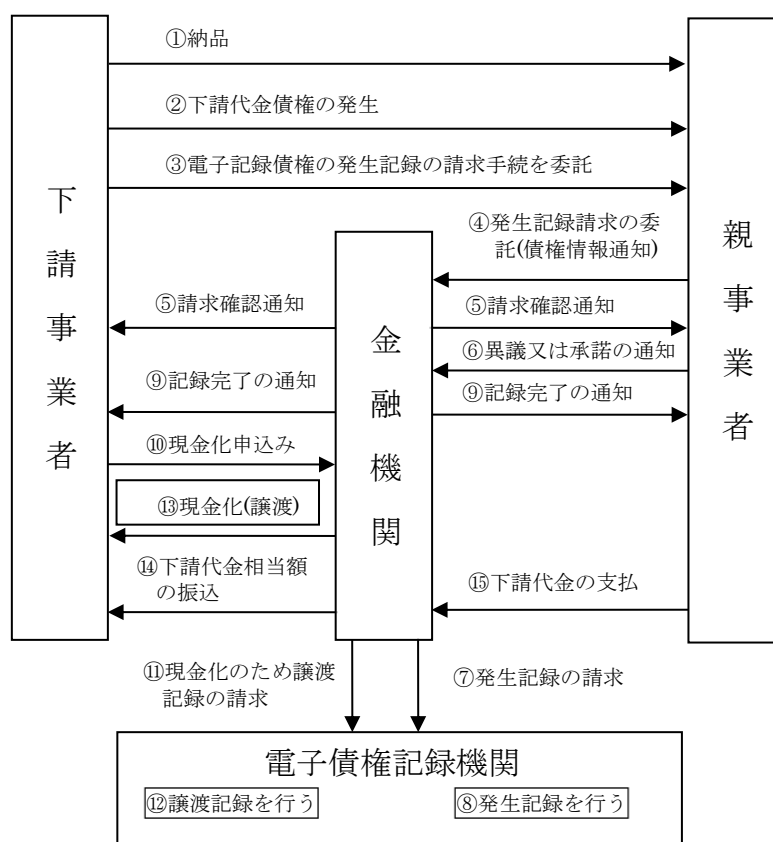 ①納品
②下請代金債権の発生
③電子記録債権の発生記録の請求手続を委託
下請事業者
親事業者
金融機関
④発生記録請求の委
託(債権情報通知)
⑤請求確認通知
⑤請求確認通知
⑥異議又は承諾の通知
⑨記録完了の通知
⑨記録完了の通知
⑩現金化申込み
⑬現金化(譲渡)
⑭下請代金相当額
の振込
⑮下請代金の支払
⑪現金化のため譲渡
記録の請求
⑦発生記録の請求
電子債権記録機関
⑫譲渡記録を行う
⑧発生記録を行う